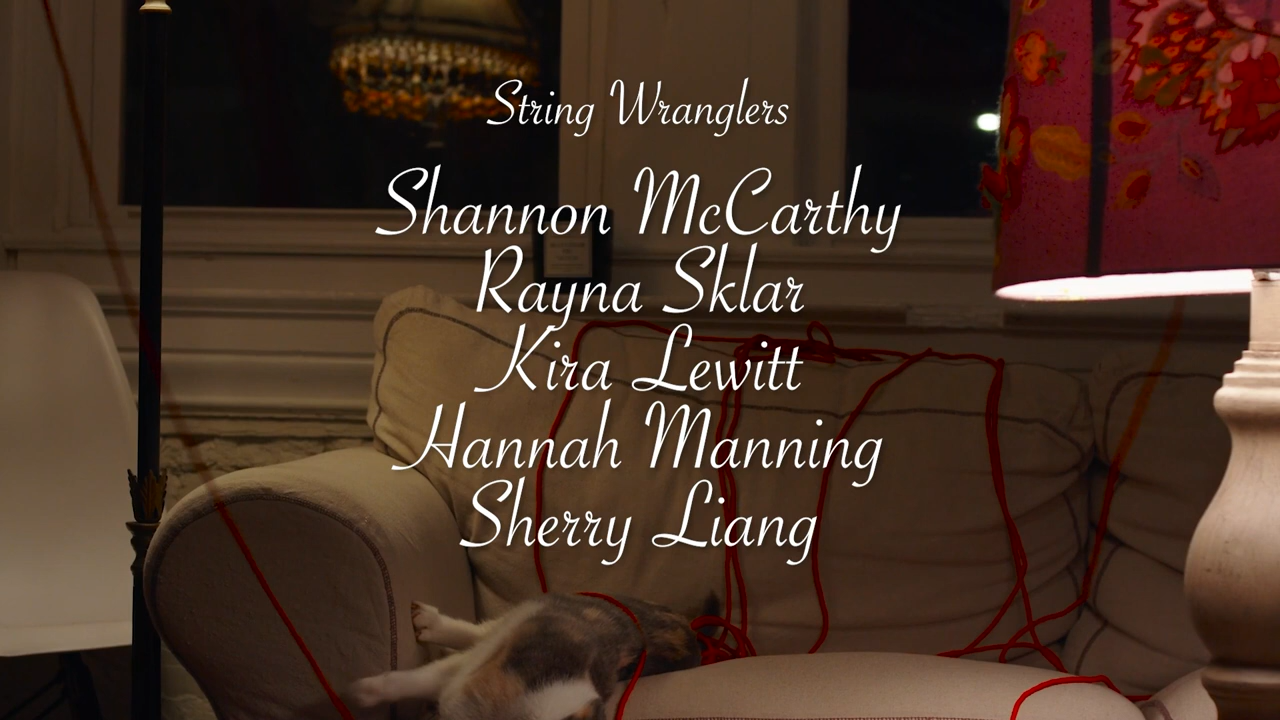 String Wranglers
Shannon McCarthy
Rayna Sklar
Kira Lewitt
Hannah Manning
Sherry Liang